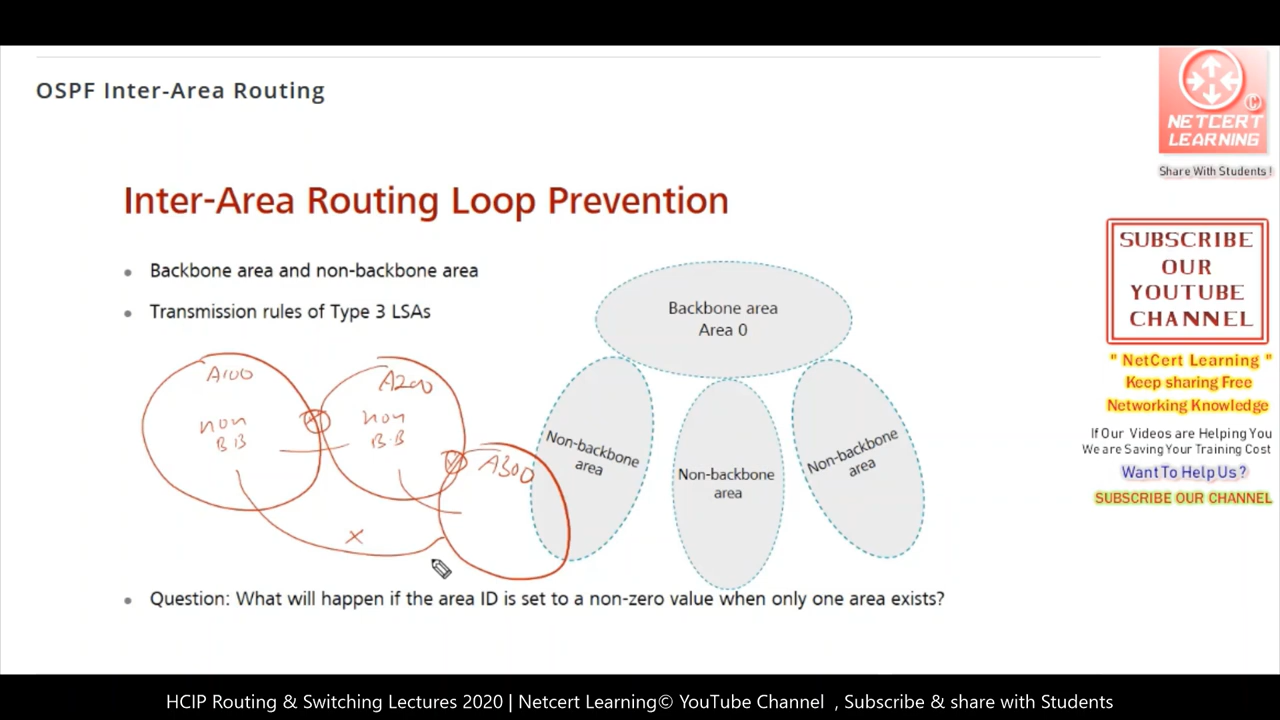 OSPF Inter-Area Routing
Inter-Area Routing Loop Prevention
• Backbone area and non-backbone area
• Transmission rules of Type 3 LSAs
Backbone area
Area 0
Non-backbone
area
Non-backbone
area
Non-backbone
area
A100
non
B.B
A200
non
B.B
A300
• Question: What will happen if the area ID is set to a non-zero value when only one area exists?
©
NETCERT
LEARNING
Share With Students !
SUBSCRIBE
OUR
YOUTUBE
CHANNEL
" NetCert Learning "
Keep sharing Free
Networking Knowledge
If Our Videos are Helping You
We are Saving Your Training Cost
Want To Help Us ?
SUBSCRIBE OUR CHANNEL
HCIP Routing & Switching Lectures 2020 | Netcert Learning© YouTube Channel , Subscribe & share with Students